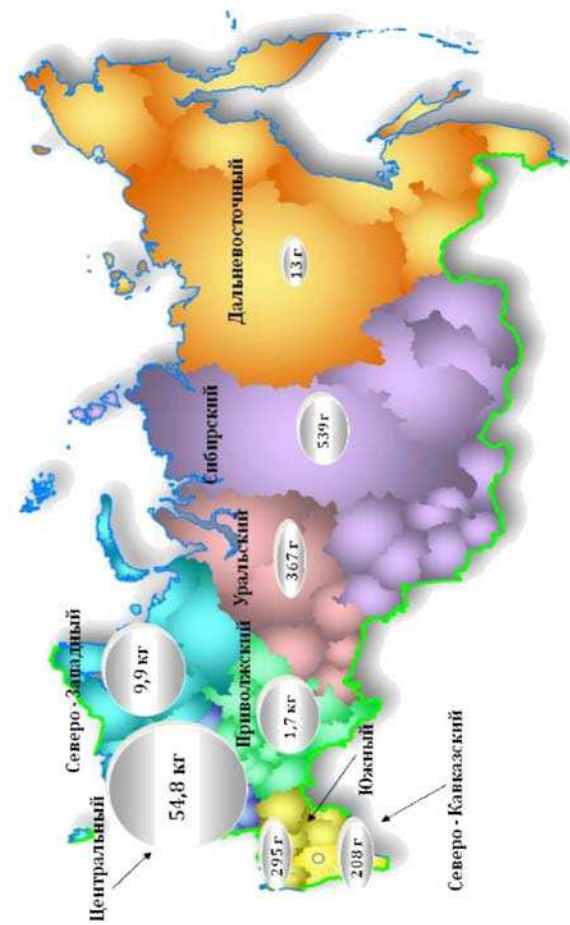 Центральный
Северо - Западный
54,8 кг
9,9 кг
Приволжский
1,7 кг
Уральский
367 г
Сибирский
539 г
Дальневосточный
13 г
295 г
Южный
208 г
Северо - Кавказский